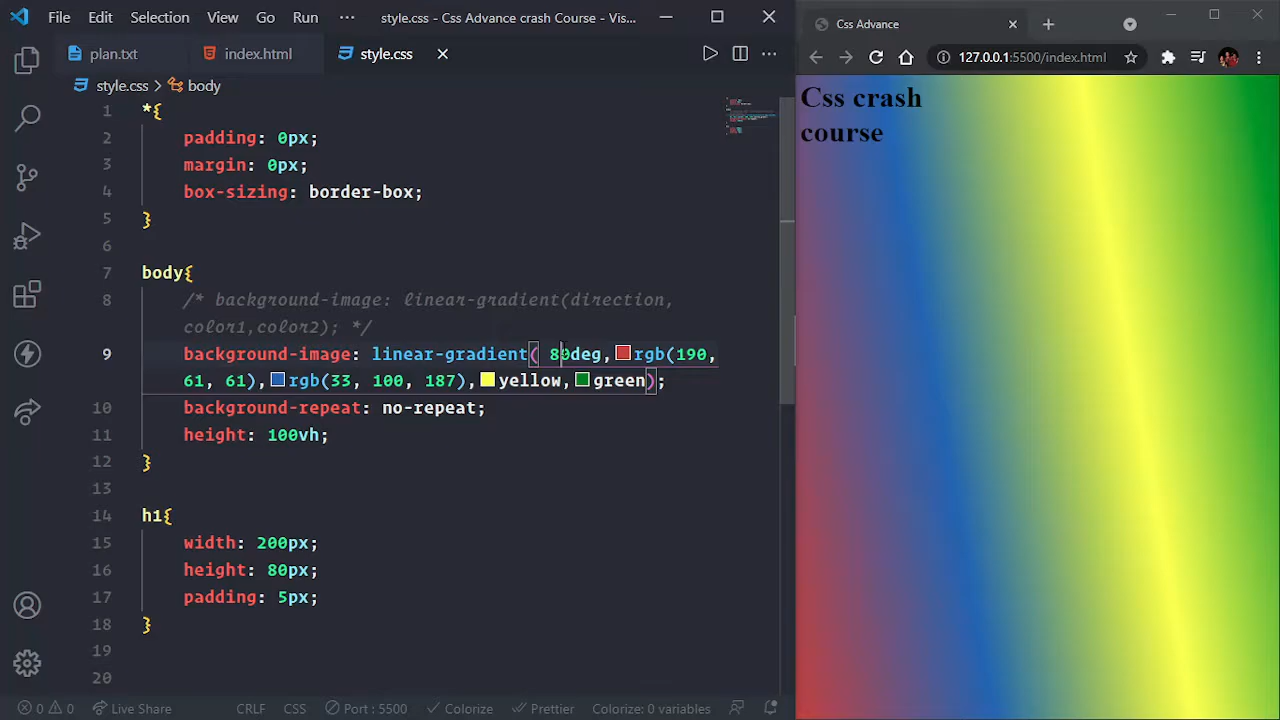 File Edit Selection View Go Run ··· style.css - Css Advance crash Course - Vis...
plan.txt index.html style.css
style.css > body
1 *{
2 padding: 0px;
3 margin: 0px;
4 box-sizing: border-box;
5 }
6
7 body{
8 /* background-image: linear-gradient(direction,
color1,color2); */
9 background-image: linear-gradient( 80deg,rgb(190,
61, 61),rgb(33, 100, 187),yellow,green);
10 background-repeat: no-repeat;
11 height: 100vh;
12 }
13
14 h1{
15 width: 200px;
16 height: 80px;
17 padding: 5px;
18 }
19
20
0 0 Live Share CRLF CSS Port : 5500 Colorize Prettier Colorize: 0 variables
Css Advance
127.0.0.1:5500/index.html
Css crash
course